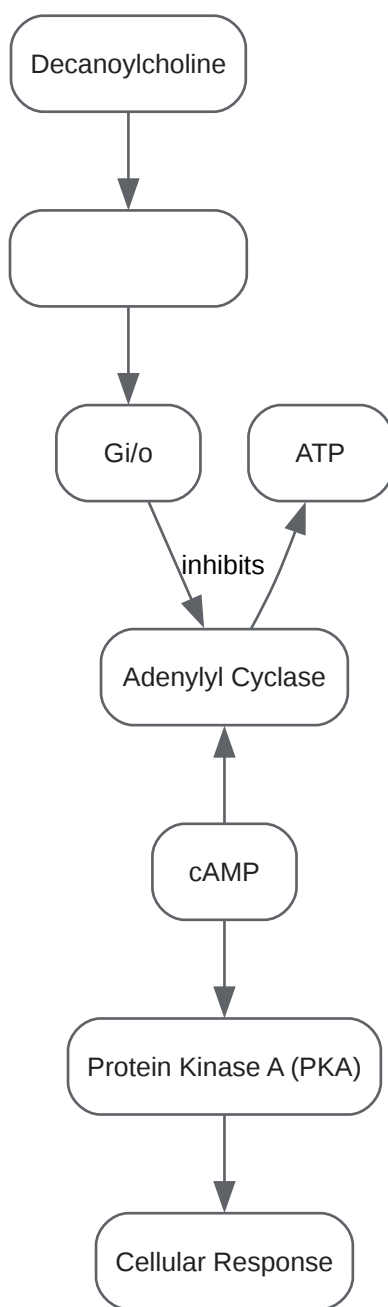 Decanoylcholine
Gi/o
ATP
inhibits
Adenylyl Cyclase
cAMP
Protein Kinase A (PKA)
Cellular Response